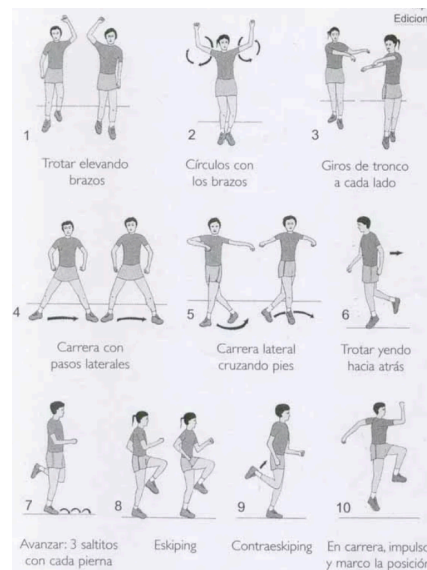 Edicion
1
2
3
Trotar elevando
brazos
Círculos con
los brazos
Giros de tronco
a cada lado
4
5
6
Carrera con
pasos laterales
Carrera lateral
cruzando pies
Trotar yendo
hacia atrás
7
8
9
10
Avanzar: 3 saltitos
con cada pierna
Eskiping
Contraeskiping
En carrera, impulso
y marco la posición